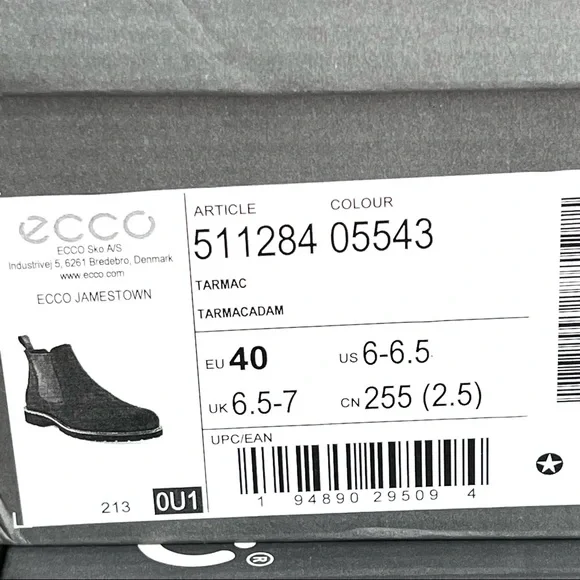 ecco
ECCO Sko A/S
Industrivej 5, 6261 Bredebro, Denmark
www.ecco.com
ECCO JAMESTOWN
213
0U1
ARTICLE COLOUR
511284 05543
TARMAC
TARMACADAM
EU 40 US 6-6.5
UK 6.5-7 CN 255 (2.5)
UPC/EAN
1 94890 29509 4
®